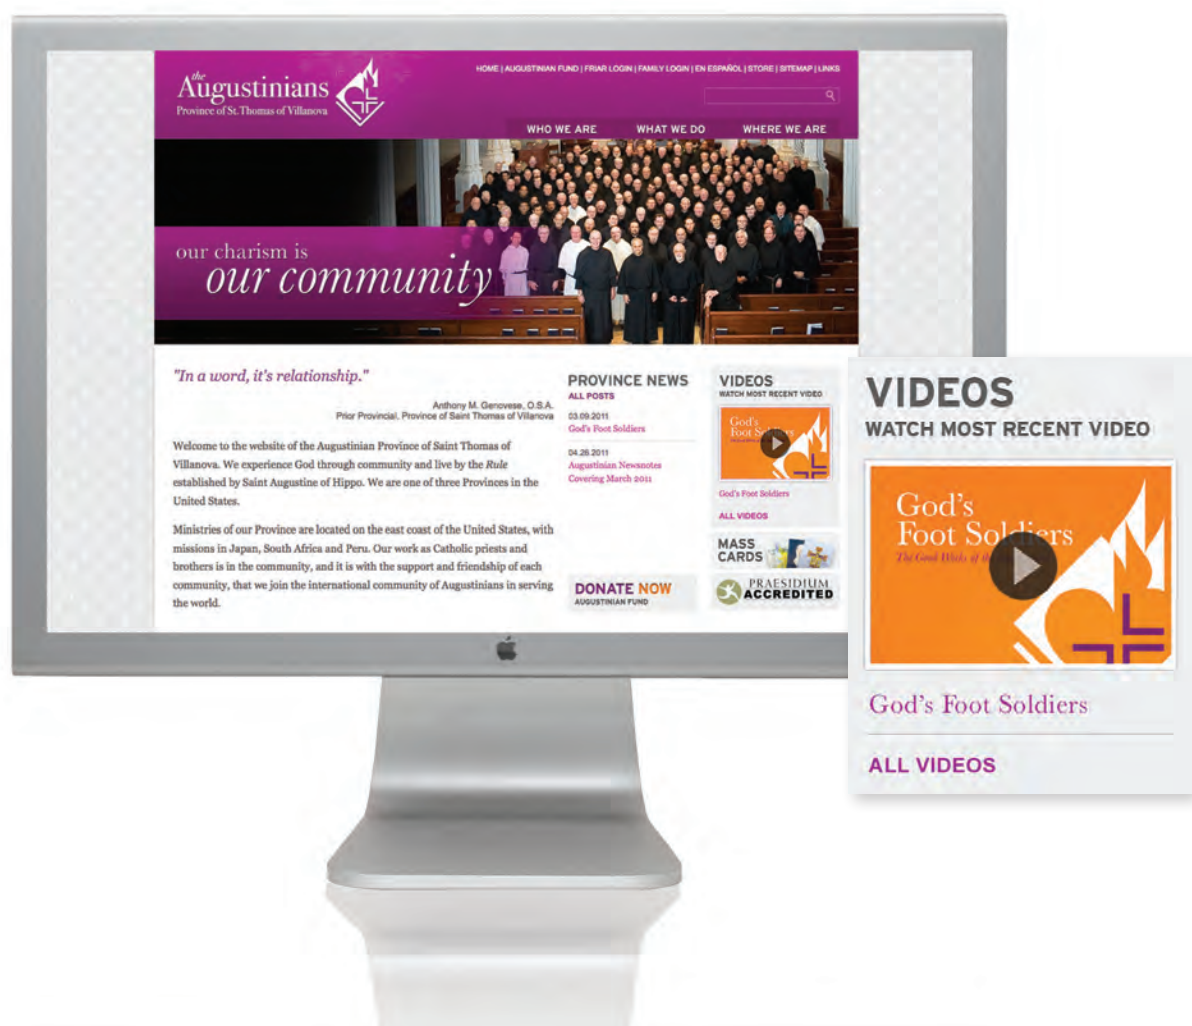 the
Augustinians
Province of St. Thomas of Villanova
HOME | AUGUSTINIAN FUND | FRIAR LOGIN | FAMILY LOGIN | EN ESPAÑOL | STORE | SITEMAP | LINKS
WHO WE ARE WHAT WE DO WHERE WE ARE
our charism is
our community
"In a word, it's relationship."
Anthony M. Genovese, O.S.A.
Prior Provincial, Province of Saint Thomas of Villanova
Welcome to the website of the Augustinian Province of Saint Thomas of
Villanova. We experience God through community and live by the Rule
established by Saint Augustine of Hippo. We are one of three Provinces in the
United States.
Ministries of our Province are located on the east coast of the United States, with
missions in Japan, South Africa and Peru. Our work as Catholic priests and
brothers is in the community, and it is with the support and friendship of each
community, that we join the international community of Augustinians in serving
the world.
PROVINCE NEWS
ALL POSTS
03.09.2011
God's Foot Soldiers
04.26.2011
Augustinian Newsnotes
Covering March 2011
DONATE NOW
AUGUSTINIAN FUND
VIDEOS
WATCH MOST RECENT VIDEO
God's
Foot Soldiers
God's Foot Soldiers
ALL VIDEOS
MASS
CARDS
PRAESIDIUM
ACCREDITED
VIDEOS
WATCH MOST RECENT VIDEO
God's
Foot Soldiers
The Good Works of the
God's Foot Soldiers
ALL VIDEOS